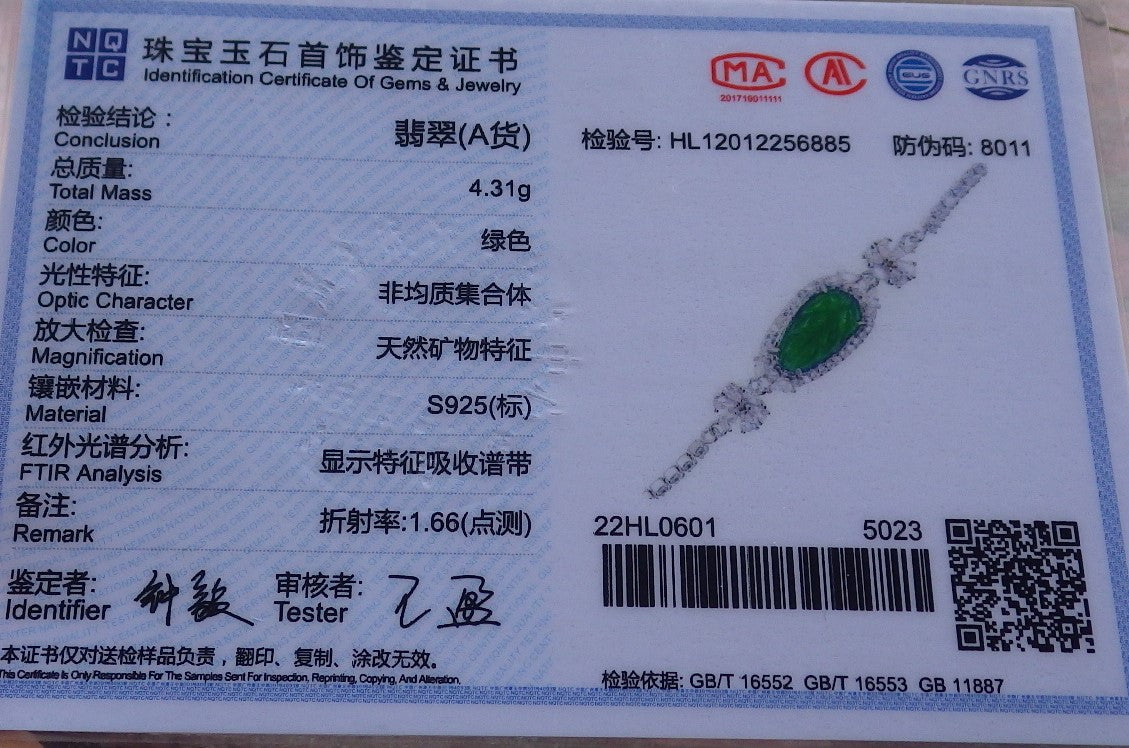 NQTC
珠宝玉石首饰鉴定证书
Identification Certificate Of Gems & Jewelry
MA
201719011111
GNRS
检验结论: 翡翠(A货)
Conclusion
总质量: 4.31g
Total Mass
颜色: 绿色
Color
光性特征: 非均质集合体
Optic Character
放大检查: 天然矿物特征
Magnification
镶嵌材料: S925(标)
Material
红外光谱分析: 显示特征吸收谱带
FTIR Analysis
备注: 折射率:1.66(点测)
Remark
鉴定者:
Identifier
审核者:
Tester
本证书仅对送检样品负责，翻印、复制、涂改无效。
This Certificate Is Only Responsible For The Samples Sent For Inspection, Reprinting, Copying, And Alteration.
检验号: HL12012256885 防伪码: 8011
22HL0601 5023
检验依据: GB/T 16552 GB/T 16553 GB 11887